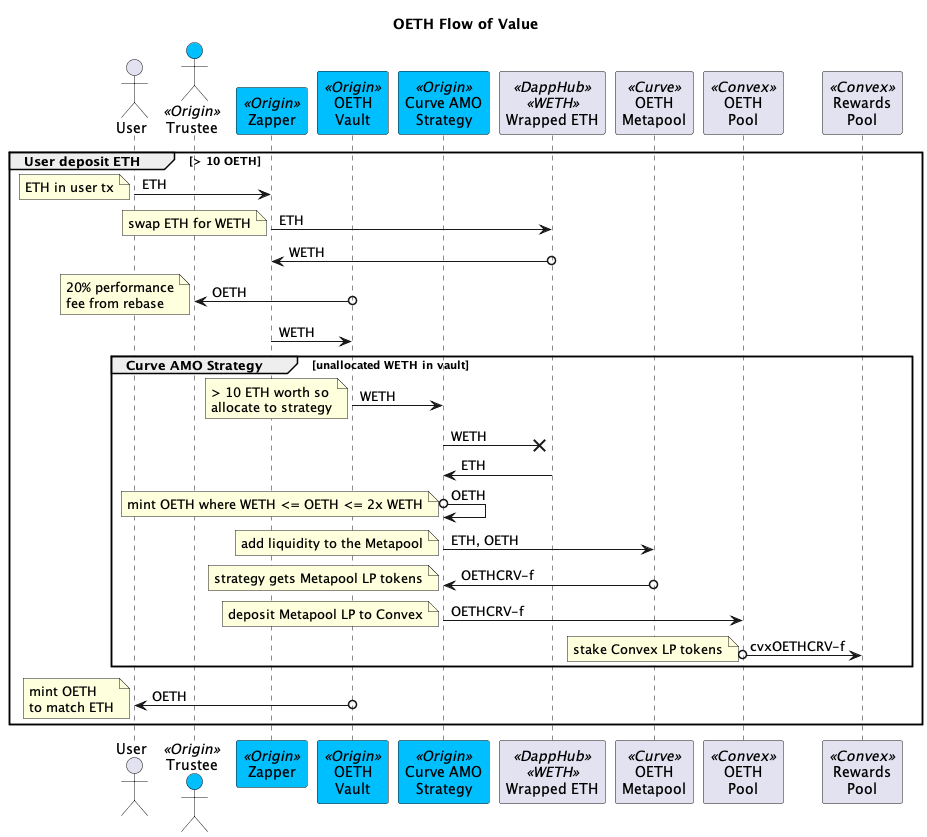 OETH Flow of Value
User
«Origin»
Trustee
«Origin»
Zapper
«Origin»
OETH
Vault
«Origin»
Curve AMO
Strategy
«DappHub»
«WETH»
Wrapped ETH
«Curve»
OETH
Metapool
«Convex»
OETH
Pool
«Convex»
Rewards
Pool
User deposit ETH
[> 10 OETH]
ETH in user tx
ETH
swap ETH for WETH
ETH
WETH
20% performance
fee from rebase
OETH
WETH
Curve AMO Strategy
[unallocated WETH in vault]
> 10 ETH worth so
allocate to strategy
WETH
WETH
ETH
mint OETH where WETH <= OETH <= 2x WETH
OETH
add liquidity to the Metapool
ETH, OETH
strategy gets Metapool LP tokens
OETHCRV-f
deposit Metapool LP to Convex
OETHCRV-f
stake Convex LP tokens
cvxOETHCRV-f
mint OETH
to match ETH
OETH
User
«Origin»
Trustee
«Origin»
Zapper
«Origin»
OETH
Vault
«Origin»
Curve AMO
Strategy
«DappHub»
«WETH»
Wrapped ETH
«Curve»
OETH
Metapool
«Convex»
OETH
Pool
«Convex»
Rewards
Pool